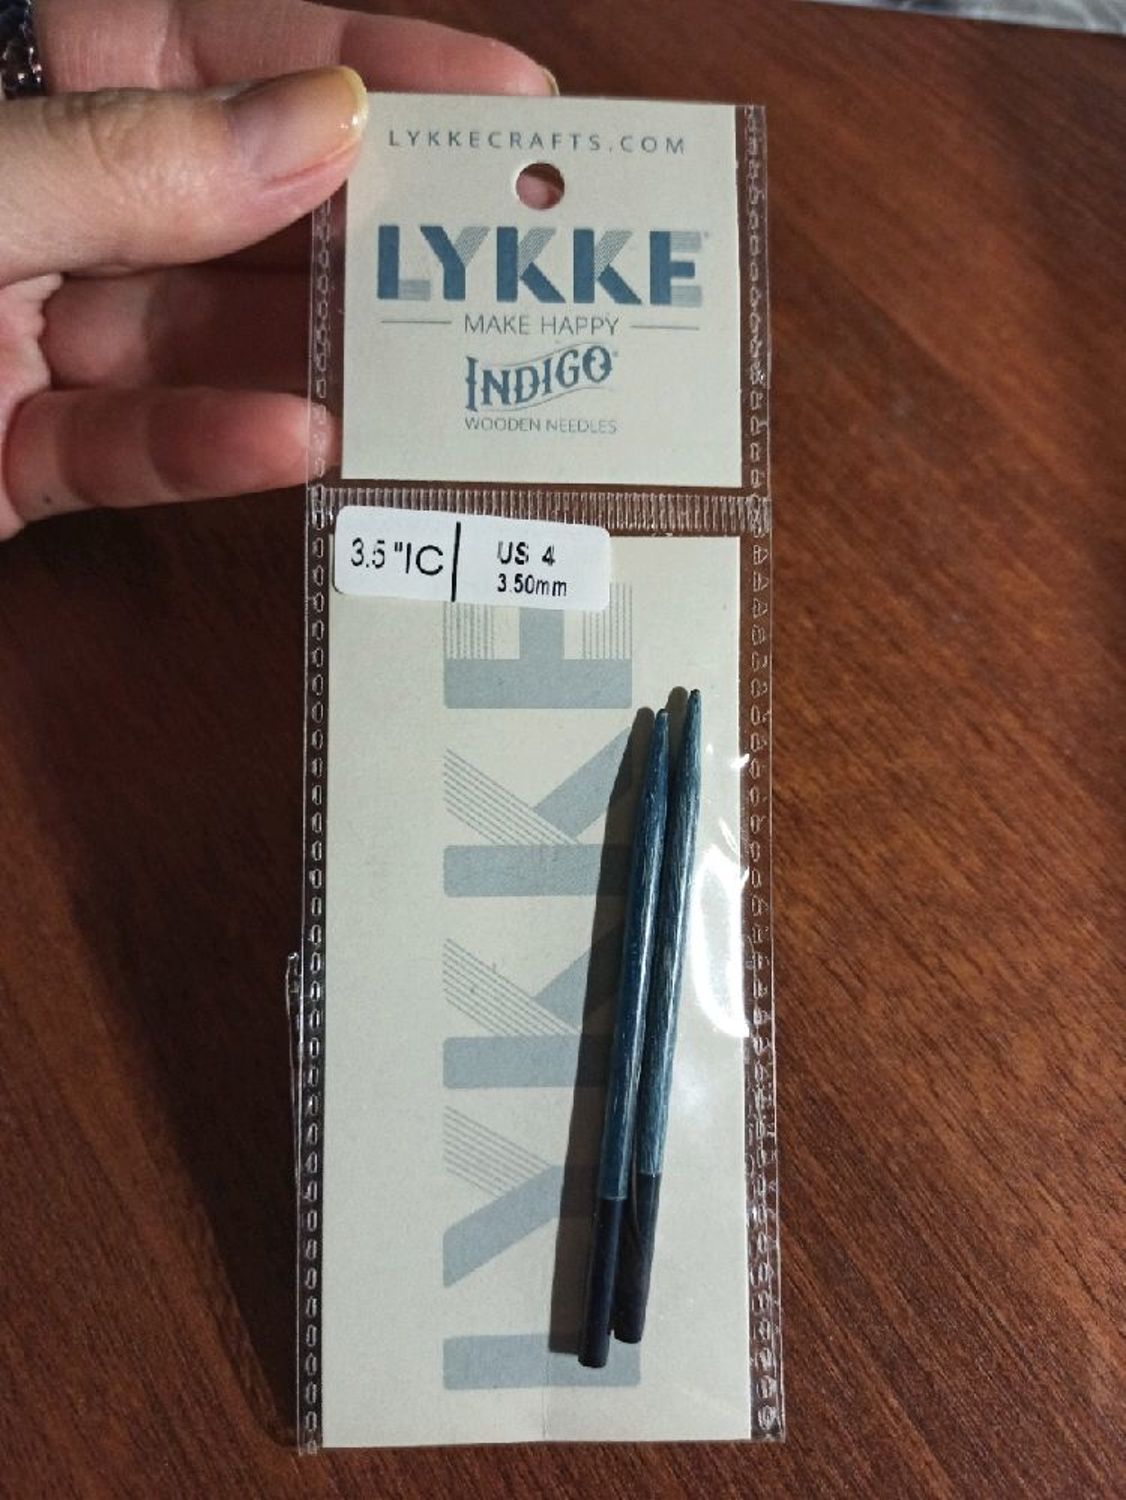 LYKKECRAFTS.COM
LYKKE
MAKE HAPPY
INDIGO
WOODEN NEEDLES
3.5 "IC
US 4
3.50mm
LYKKE